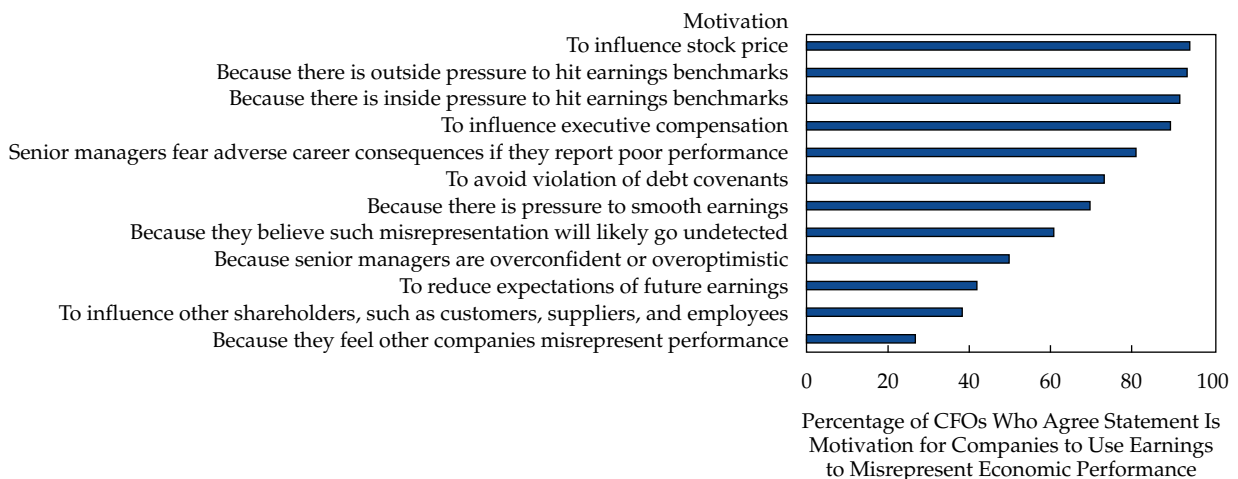 Motivation
To influence stock price
Because there is outside pressure to hit earnings benchmarks
Because there is inside pressure to hit earnings benchmarks
To influence executive compensation
Senior managers fear adverse career consequences if they report poor performance
To avoid violation of debt covenants
Because there is pressure to smooth earnings
Because they believe such misrepresentation will likely go undetected
Because senior managers are overconfident or overoptimistic
To reduce expectations of future earnings
To influence other shareholders, such as customers, suppliers, and employees
Because they feel other companies misrepresent performance
0 20 40 60 80 100
Percentage of CFOs Who Agree Statement Is
Motivation for Companies to Use Earnings
to Misrepresent Economic Performance